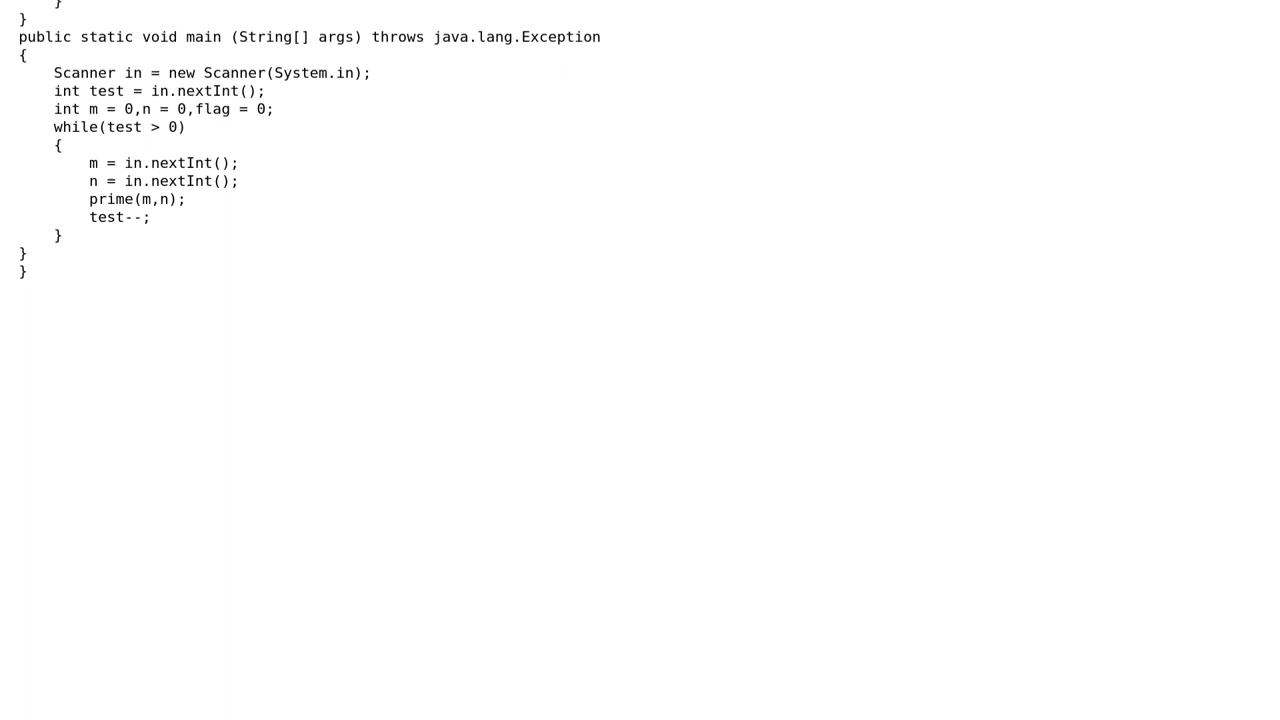 }
}
public static void main (String[] args) throws java.lang.Exception
{
    Scanner in = new Scanner(System.in);
    int test = in.nextInt();
    int m = 0,n = 0,flag = 0;
    while(test > 0)
    {
        m = in.nextInt();
        n = in.nextInt();
        prime(m,n);
        test--;
    }
}
}